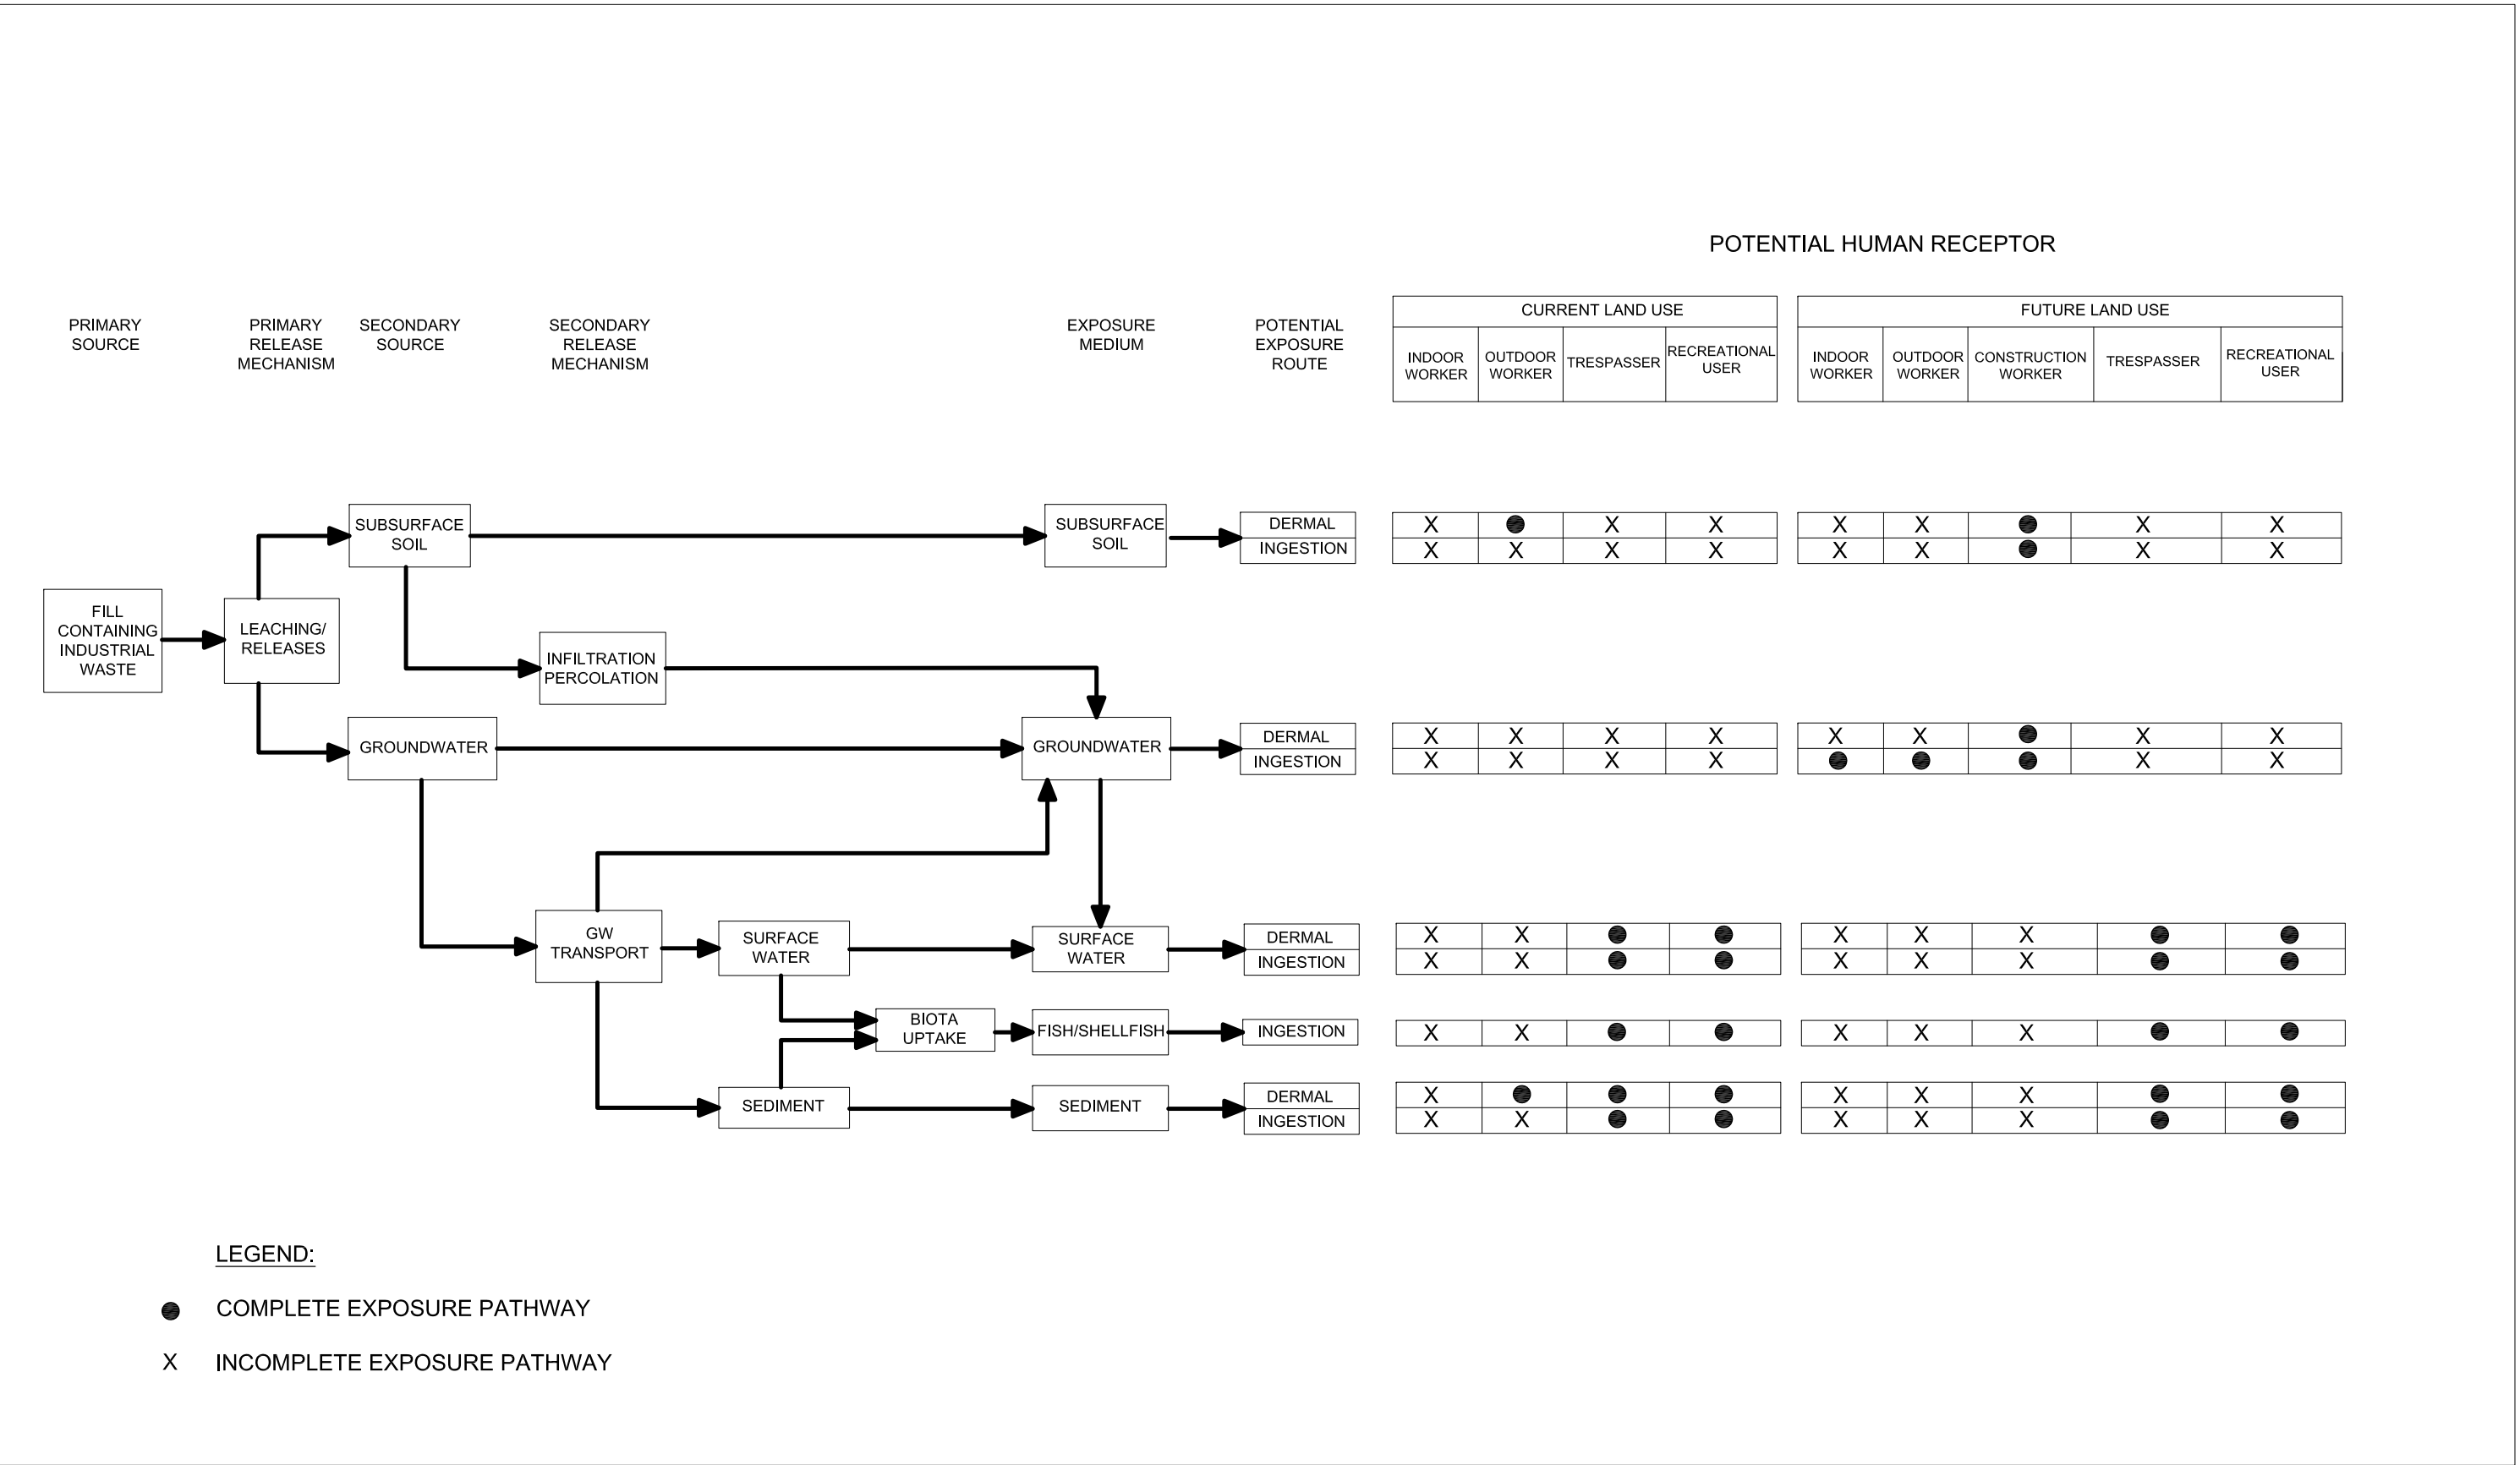 POTENTIAL HUMAN RECEPTOR
PRIMARY
SOURCE
PRIMARY
RELEASE
MECHANISM
SECONDARY
SOURCE
SECONDARY
RELEASE
MECHANISM
EXPOSURE
MEDIUM
POTENTIAL
EXPOSURE
ROUTE
CURRENT LAND USE
INDOOR
WORKER
OUTDOOR
WORKER
TRESPASSER
RECREATIONAL
USER
FUTURE LAND USE
INDOOR
WORKER
OUTDOOR
WORKER
CONSTRUCTION
WORKER
TRESPASSER
RECREATIONAL
USER
SUBSURFACE
SOIL
SUBSURFACE
SOIL
DERMAL
X X X X X X X
INGESTION
X X X X X X X X
FILL
CONTAINING
INDUSTRIAL
WASTE
LEACHING/
RELEASES
INFILTRATION
PERCOLATION
GROUNDWATER
GROUNDWATER
DERMAL
X X X X X X X X
INGESTION
X X X X X X
GW
TRANSPORT
SURFACE
WATER
SURFACE
WATER
DERMAL
X X X X X
INGESTION
X X X X X
BIOTA
UPTAKE
FISH/SHELLFISH
INGESTION
X X X X X
SEDIMENT
SEDIMENT
DERMAL
X X X X
INGESTION
X X X X X
LEGEND:
COMPLETE EXPOSURE PATHWAY
X INCOMPLETE EXPOSURE PATHWAY